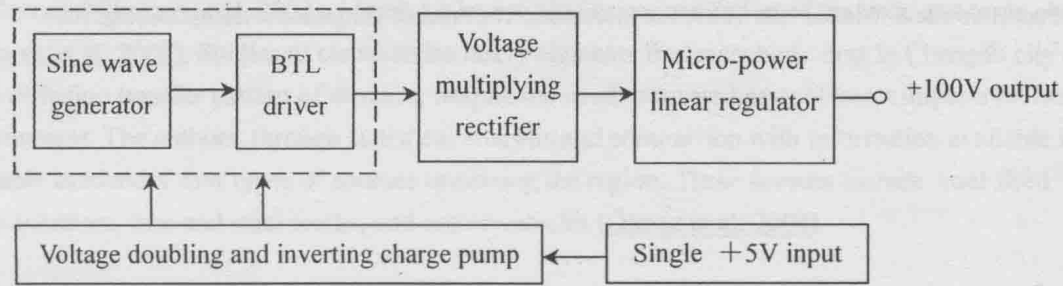 Sine wave
generator
BTL
driver
Voltage
multiplying
rectifier
Micro-power
linear regulator
+100V output
Voltage doubling and inverting charge pump
Single +5V input